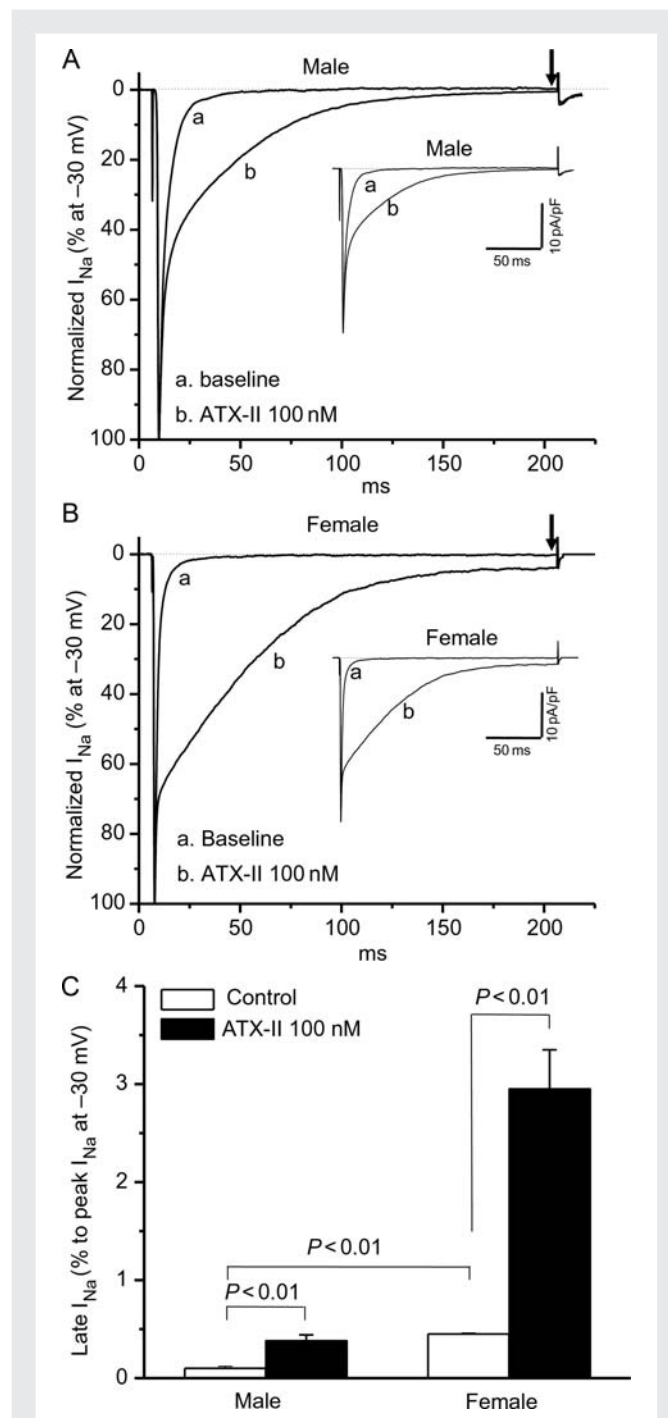 A
Male
Normalized I_Na (% at –30 mV)
0
20
40
60
80
100
a
b
Male
a
b
10 pA/pF
50 ms
a. baseline
b. ATX-II 100 nM
0
50
100
150
200
ms
B
Female
Normalized I_Na (% at –30 mV)
0
20
40
60
80
100
a
b
Female
a
b
10 pA/pF
50 ms
a. Baseline
b. ATX-II 100 nM
0
50
100
150
200
ms
C
Late I_Na (% to peak I_Na at –30 mV)
4
3
2
1
0
Control
ATX-II 100 nM
P < 0.01
P < 0.01
P < 0.01
Male
Female